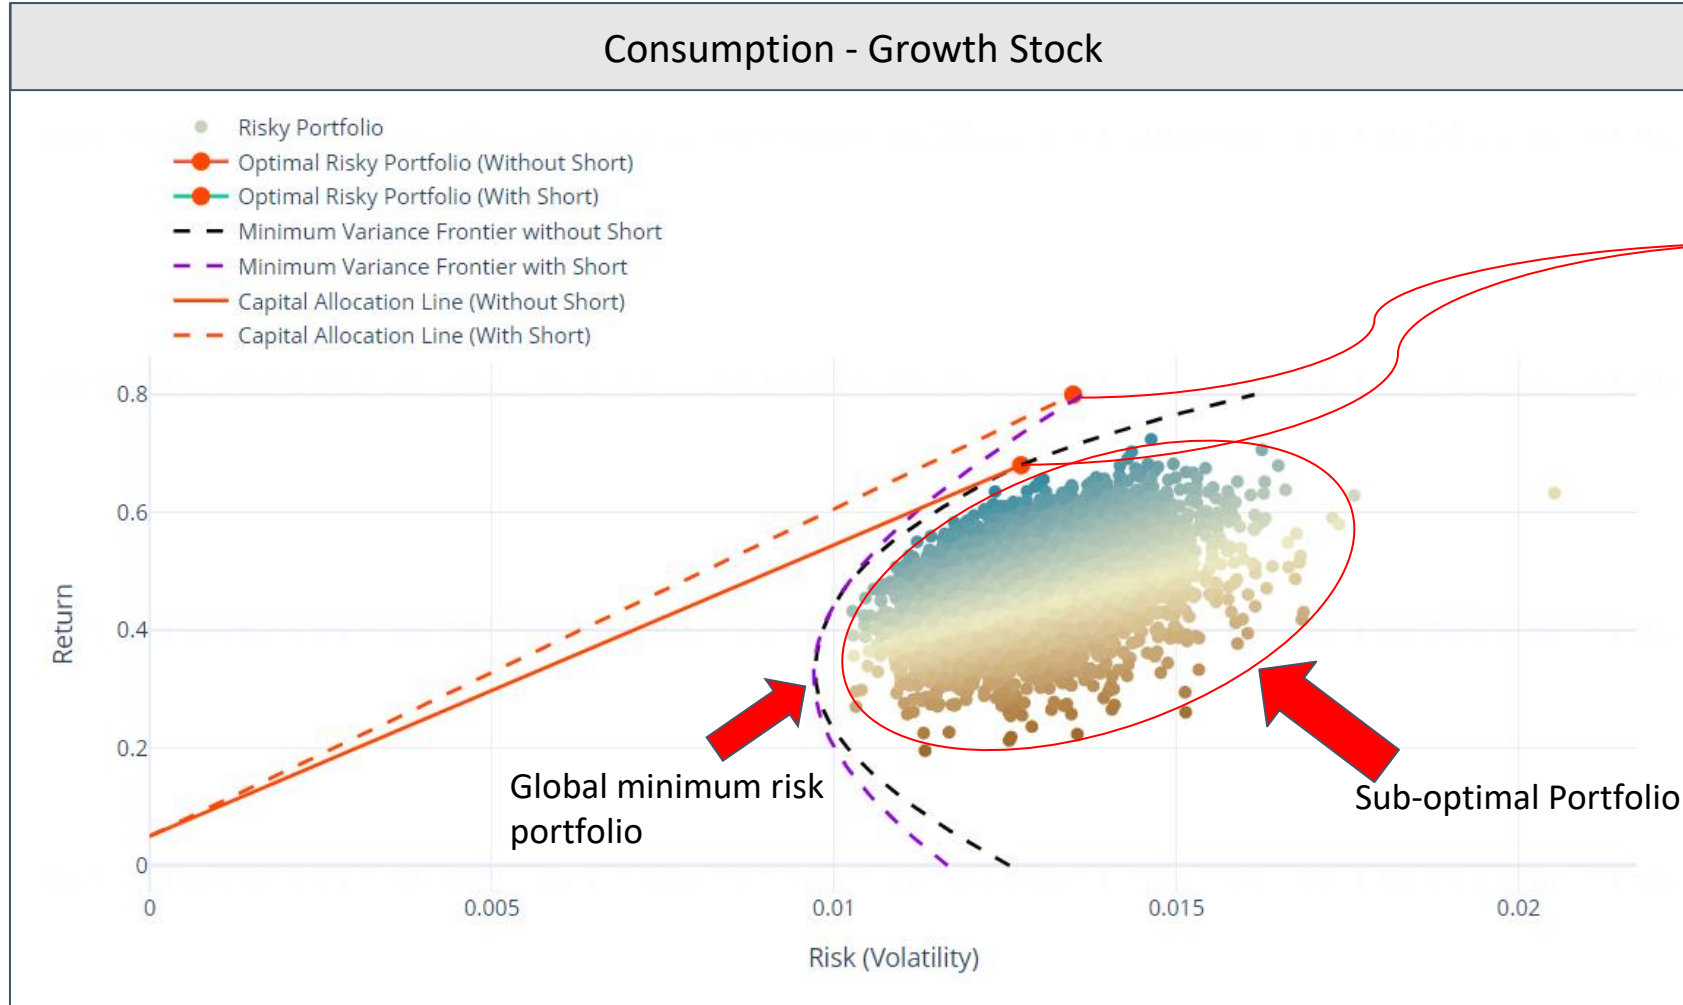 Consumption - Growth Stock
Risky Portfolio
Optimal Risky Portfolio (Without Short)
Optimal Risky Portfolio (With Short)
Minimum Variance Frontier without Short
Minimum Variance Frontier with Short
Capital Allocation Line (Without Short)
Capital Allocation Line (With Short)
0.8
0.6
0.4
0.2
0
Return
Global minimum risk
portfolio
Sub-optimal Portfolio
0
0.005
0.01
0.015
0.02
Risk (Volatility)